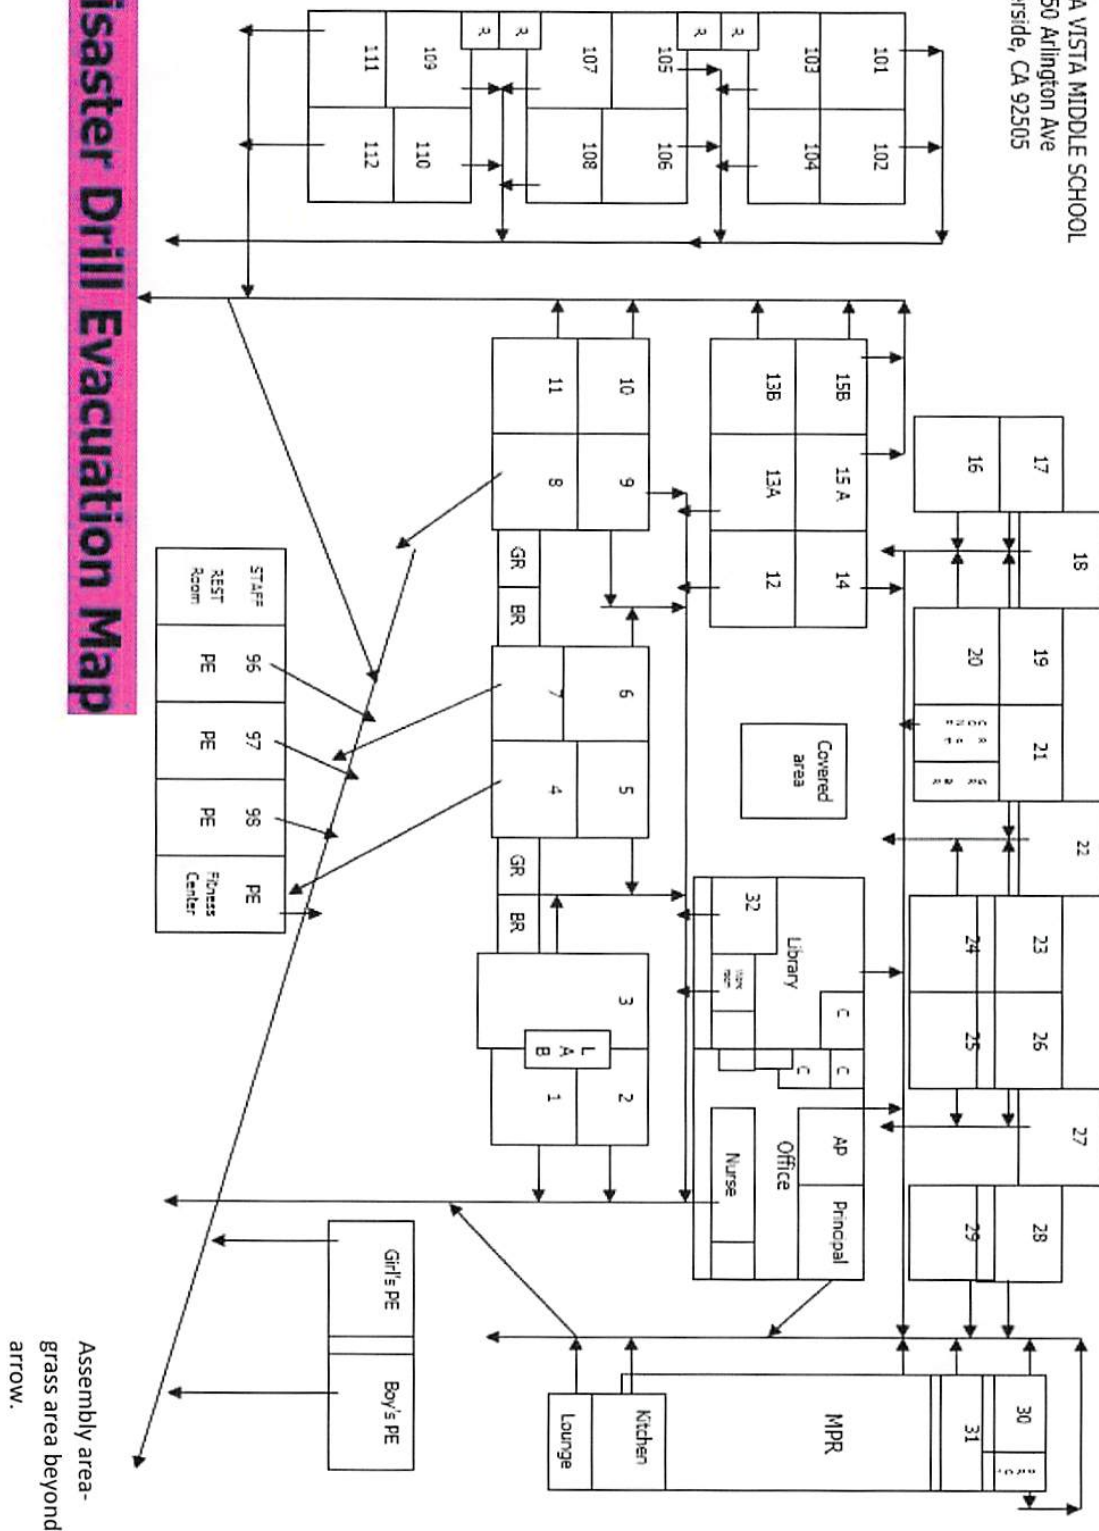 A VISTA MIDDLE SCHOOL
50 Arlington Ave
erside, CA 92505
18 22 27
17 19 21 23 26 28 30
16 20 24 25 29 31
101 102
103 104
R
R
105 106
107 108
R
R
109 110
111 112
15B 15 A 14
13B 13A 12
Covered
area
Library
32
C
C
C
AP
Principal
Office
Nurse
MPR
Kitchen
Lounge
10 9 6 5 3 2
11 8 7 4 1
L
A
B
GR BR GR BR
STAFF
REST
Room
96
PE
97
PE
98
PE
PE
Fitness
Center
Girl's PE
Boy's PE
Assembly area-
grass area beyond
arrow.
isaster Drill Evacuation Map